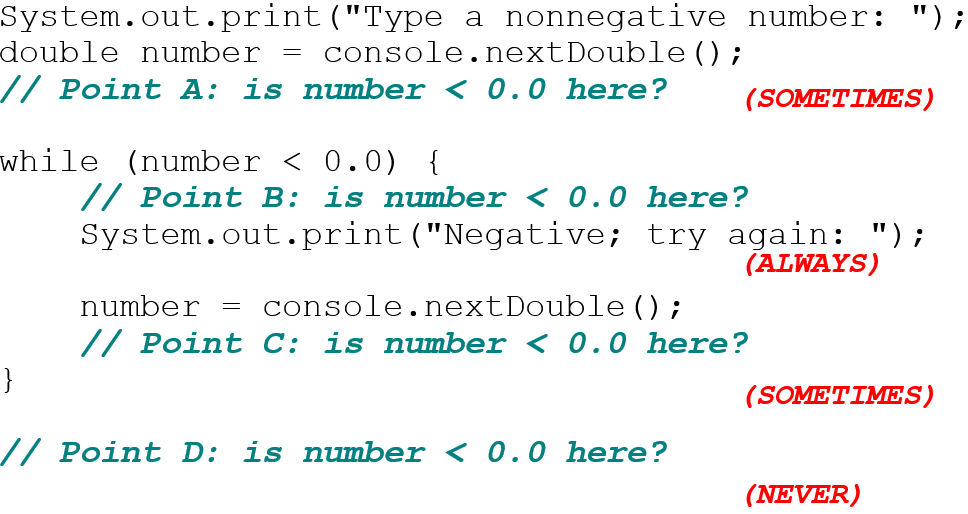 System.out.print("Type a nonnegative number: ");
double number = console.nextDouble();
// Point A: is number < 0.0 here? (SOMETIMES)
while (number < 0.0) {
// Point B: is number < 0.0 here?
System.out.print("Negative; try again: ");
(ALWAYS)
number = console.nextDouble();
// Point C: is number < 0.0 here?
}
(SOMETIMES)
// Point D: is number < 0.0 here?
(NEVER)